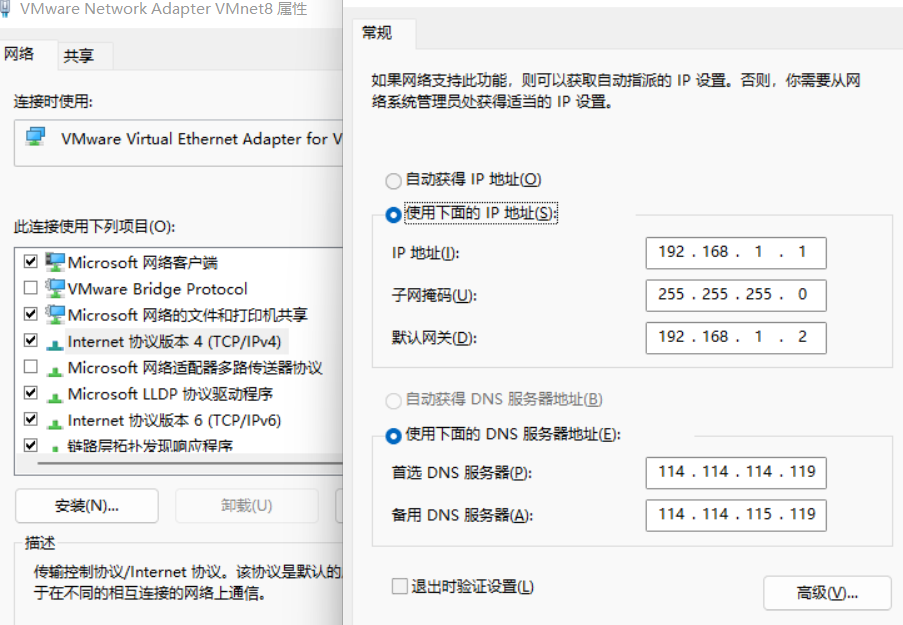 VMware Network Adapter VMnet8 属性
网络
共享
连接时使用:
VMware Virtual Ethernet Adapter for V
此连接使用下列项目(O):
Microsoft 网络客户端
VMware Bridge Protocol
Microsoft 网络的文件和打印机共享
Internet 协议版本 4 (TCP/IPv4)
Microsoft 网络适配器多路传送器协议
Microsoft LLDP 协议驱动程序
Internet 协议版本 6 (TCP/IPv6)
链路层拓扑发现响应程序
安装(N)...
卸载(U)
描述
传输控制协议/Internet 协议。该协议是默认的
于在不同的相互连接的网络上通信。
常规
如果网络支持此功能，则可以获取自动指派的 IP 设置。否则，你需要从网
络系统管理员处获得适当的 IP 设置。
自动获得 IP 地址(O)
使用下面的 IP 地址(S):
IP 地址(I):
192 . 168 . 1 . 1
子网掩码(U):
255 . 255 . 255 . 0
默认网关(D):
192 . 168 . 1 . 2
自动获得 DNS 服务器地址(B)
使用下面的 DNS 服务器地址(E):
首选 DNS 服务器(P):
114 . 114 . 114 . 119
备用 DNS 服务器(A):
114 . 114 . 115 . 119
退出时验证设置(L)
高级(V)...